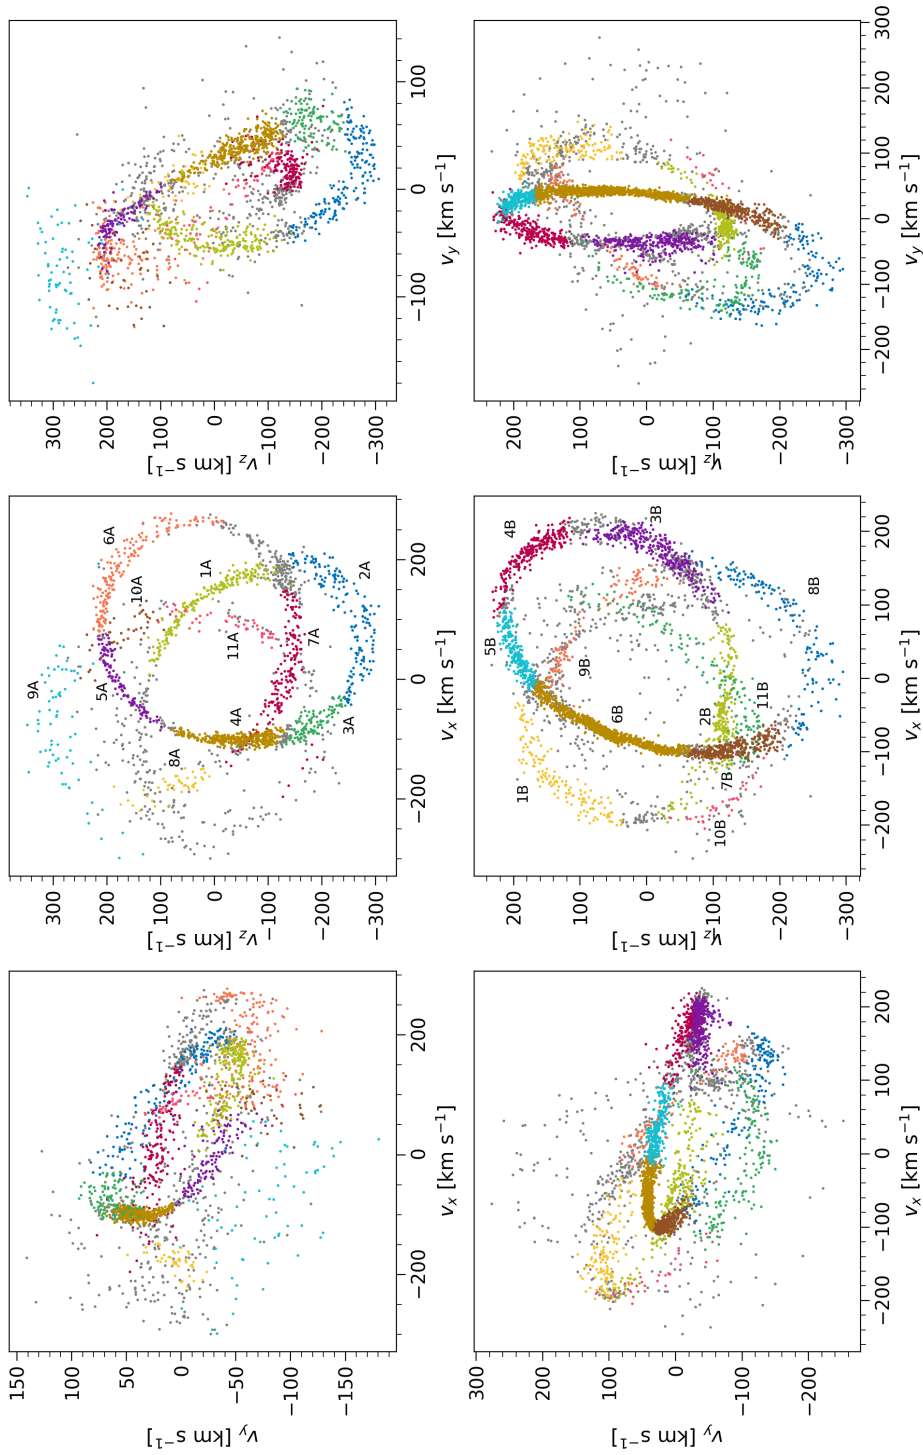 150
100
50
0
−50
−100
−150
v_y [km s⁻¹]
−200
0
200
v_x [km s⁻¹]
300
200
100
0
−100
−200
−300
v_z [km s⁻¹]
9A
6A
5A
10A
1A
8A
4A
11A
7A
3A
2A
−200
0
200
v_x [km s⁻¹]
300
200
100
0
−100
−200
−300
v_z [km s⁻¹]
−100
0
100
v_y [km s⁻¹]
300
200
100
0
−100
−200
v_y [km s⁻¹]
−200
−100
0
100
200
v_x [km s⁻¹]
200
100
0
−100
−200
−300
v_z [km s⁻¹]
4B
5B
1B
9B
3B
6B
2B
7B
11B
10B
8B
−200
−100
0
100
200
v_x [km s⁻¹]
200
100
0
−100
−200
−300
v_z [km s⁻¹]
−200
−100
0
100
200
300
v_y [km s⁻¹]